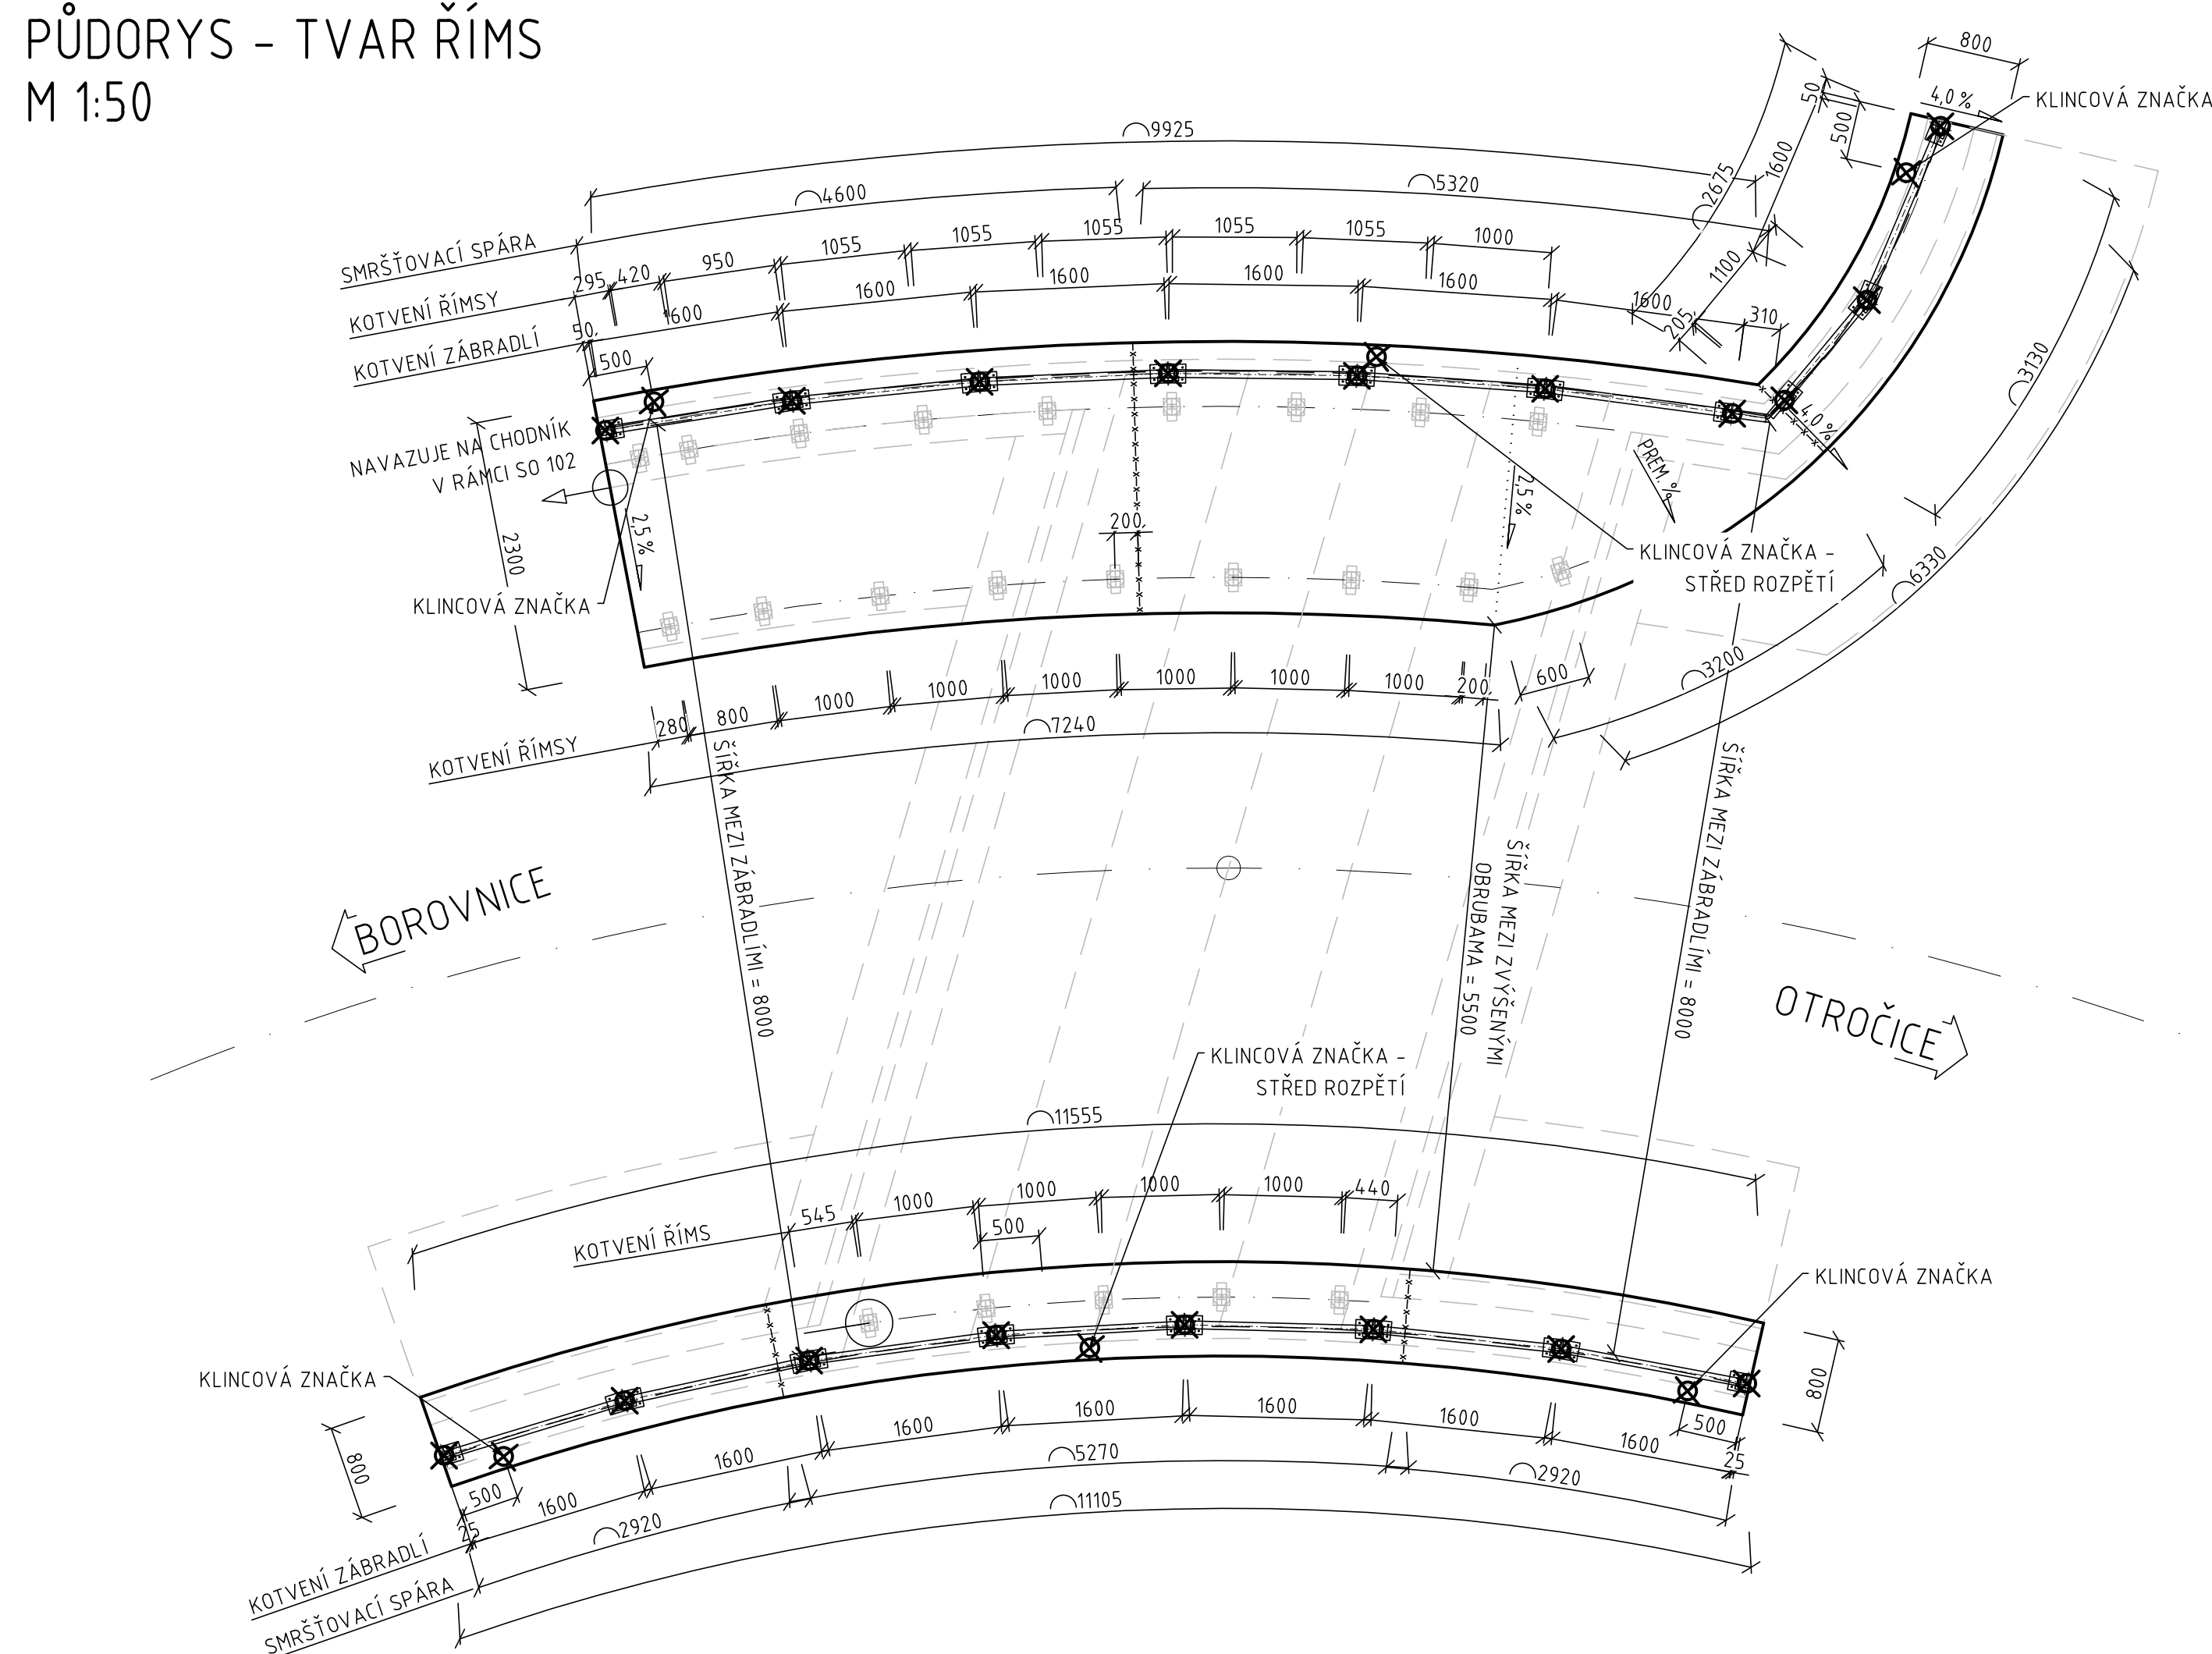 PŮDORYS - TVAR ŘÍMS
M 1:50
800
4,0 %
KLINCOVÁ ZNAČKA
50
500
1600
2675
9925
4600
5320
SMRŠŤOVACÍ SPÁRA
1055
1055
1055
1055
1055
1000
950
295
420
KOTVENÍ ŘÍMSY
1600
1600
1600
1600
1600
1600
1100
205
310
KOTVENÍ ZÁBRADLÍ
50
500
NAVAZUJE NA CHODNÍK
V RÁMCI SO 102
2300
2,5 %
200
2,5 %
PREM. %
4,0 %
3130
6330
3200
KLINCOVÁ ZNAČKA -
STŘED ROZPĚTÍ
KLINCOVÁ ZNAČKA
KOTVENÍ ŘÍMSY
280
800
1000
1000
1000
1000
1000
1000
200
600
7240
ŠÍŘKA MEZI ZÁBRADLÍMI = 8000
ŠÍŘKA MEZI ZVÝŠENÝMI
OBRUBAMA = 5500
ŠÍŘKA MEZI ZÁBRADLÍMI = 8000
BOROVNICE
OTROČICE
KLINCOVÁ ZNAČKA -
STŘED ROZPĚTÍ
11555
KOTVENÍ ŘÍMS
545
1000
1000
1000
1000
440
500
KLINCOVÁ ZNAČKA
KLINCOVÁ ZNAČKA
800
800
500
25
1600
1600
1600
1600
1600
1600
1600
500
25
KOTVENÍ ZÁBRADLÍ
2920
5270
2920
SMRŠŤOVACÍ SPÁRA
11105